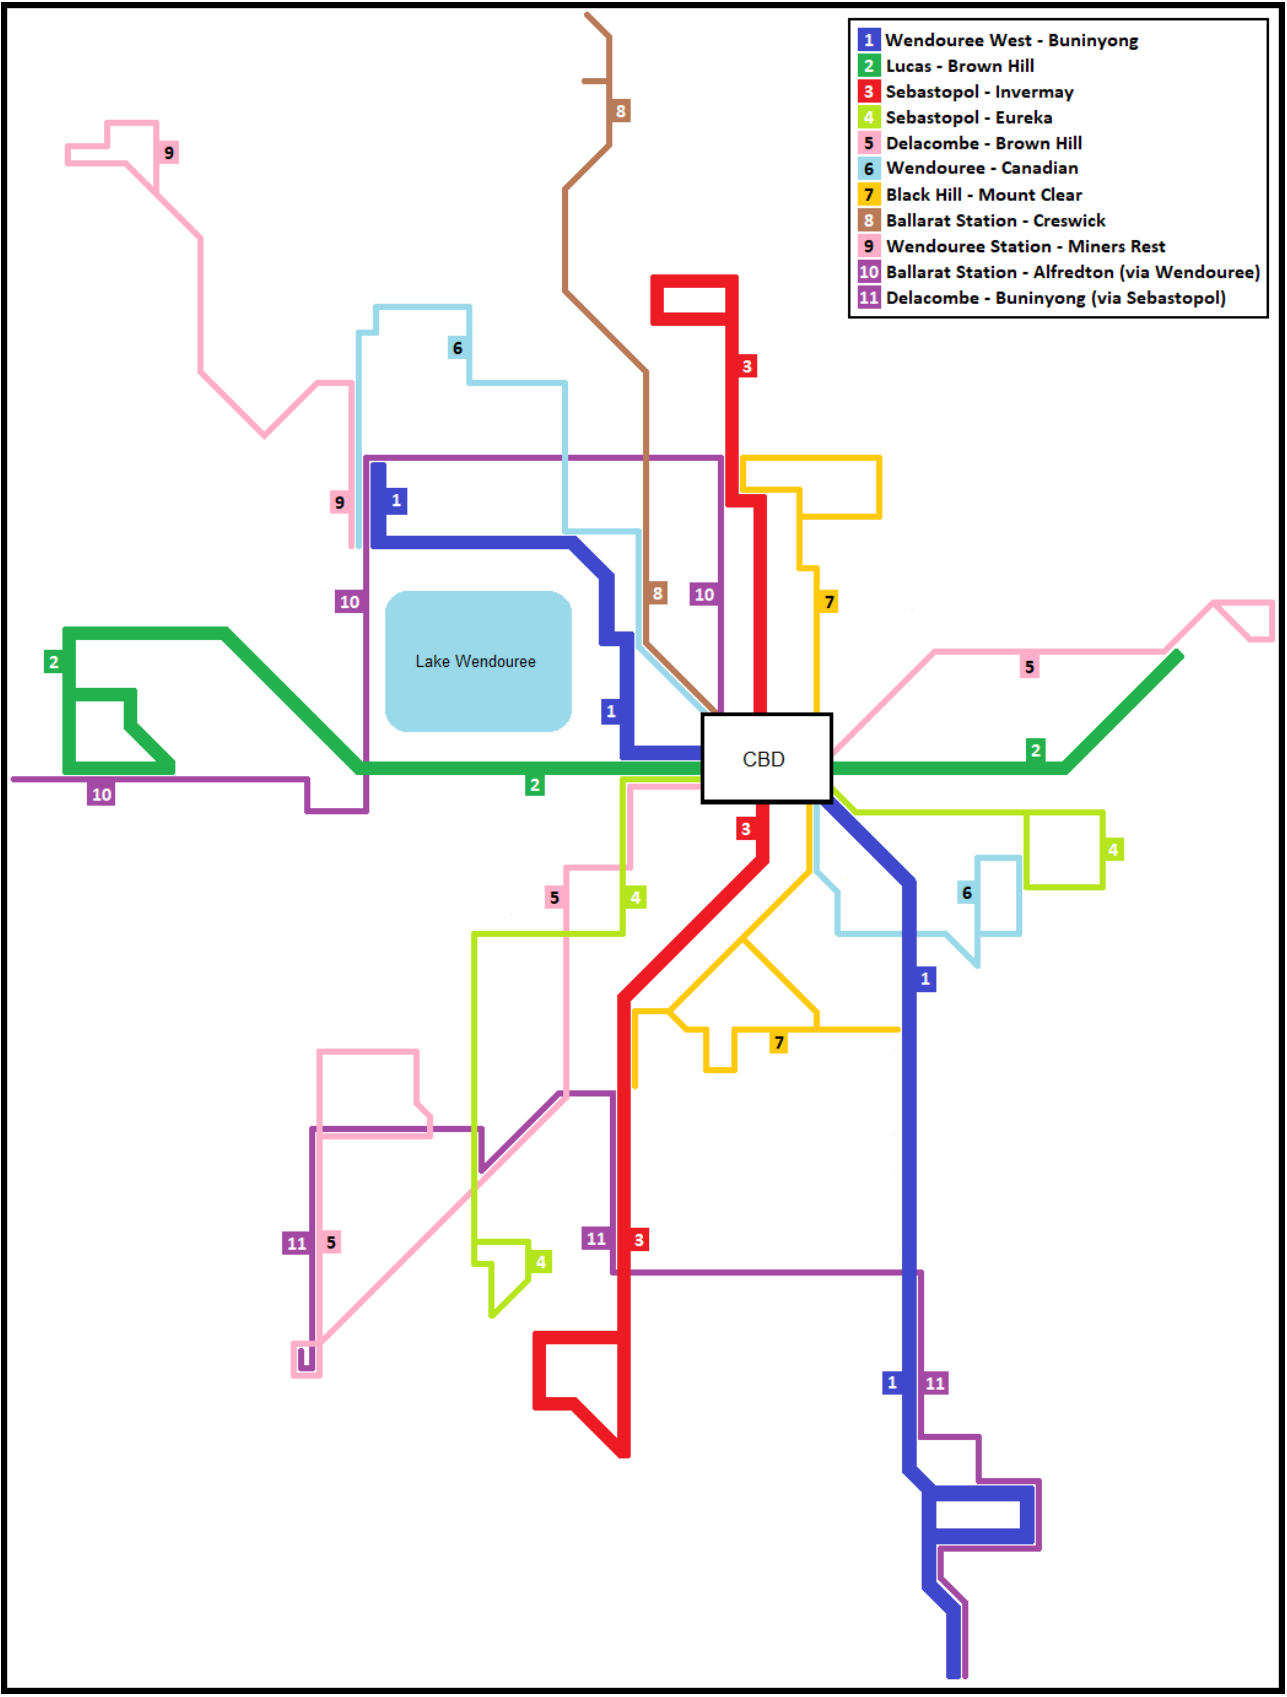 1 Wendouree West - Buninyong
2 Lucas - Brown Hill
3 Sebastopol - Invermay
4 Sebastopol - Eureka
5 Delacombe - Brown Hill
6 Wendouree - Canadian
7 Black Hill - Mount Clear
8 Ballarat Station - Creswick
9 Wendouree Station - Miners Rest
10 Ballarat Station - Alfredton (via Wendouree)
11 Delacombe - Buninyong (via Sebastopol)
8
9
6
3
9
1
10
8
10
7
2
Lake Wendouree
5
1
2
CBD
2
10
3
4
5
4
6
1
7
11
5
11
3
4
1
11